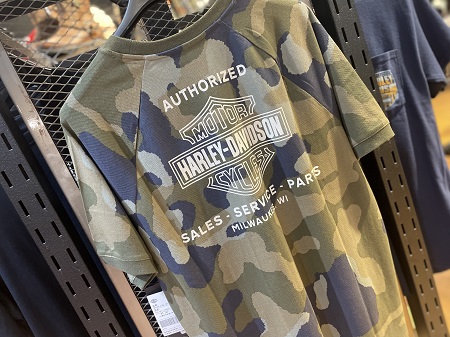 AUTHORIZED
MOTOR
HARLEY-DAVIDSON
CYCLES
SALES - SERVICE - PARTS
MILWAUKEE, WI